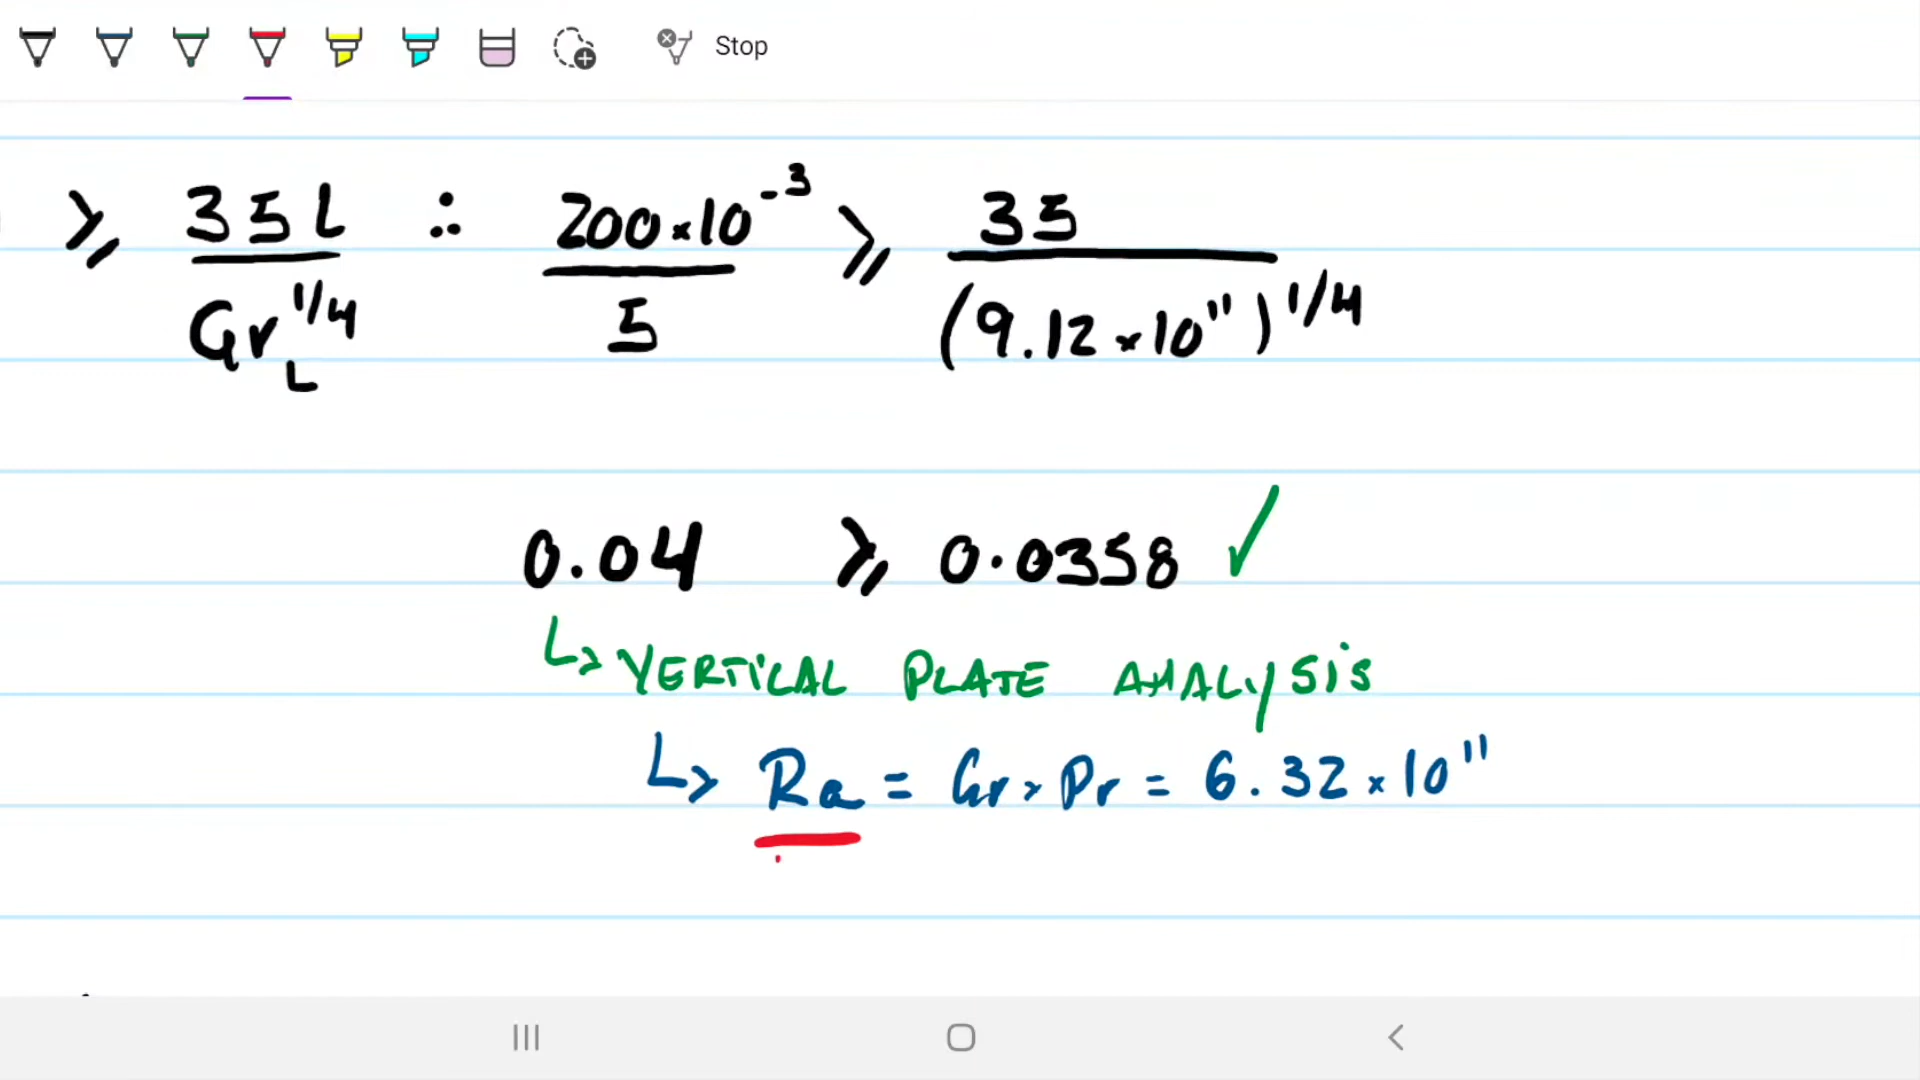 Stop
⩾ 35L / Gr_L^1/4 ∴ 200×10^-3 / 5 ⩾ 35 / (9.12×10^11)^1/4
0.04 ⩾ 0.0358 ✓
↳ VERTICAL PLATE ANALYSIS
↳ Ra = Gr × Pr = 6.32×10^11